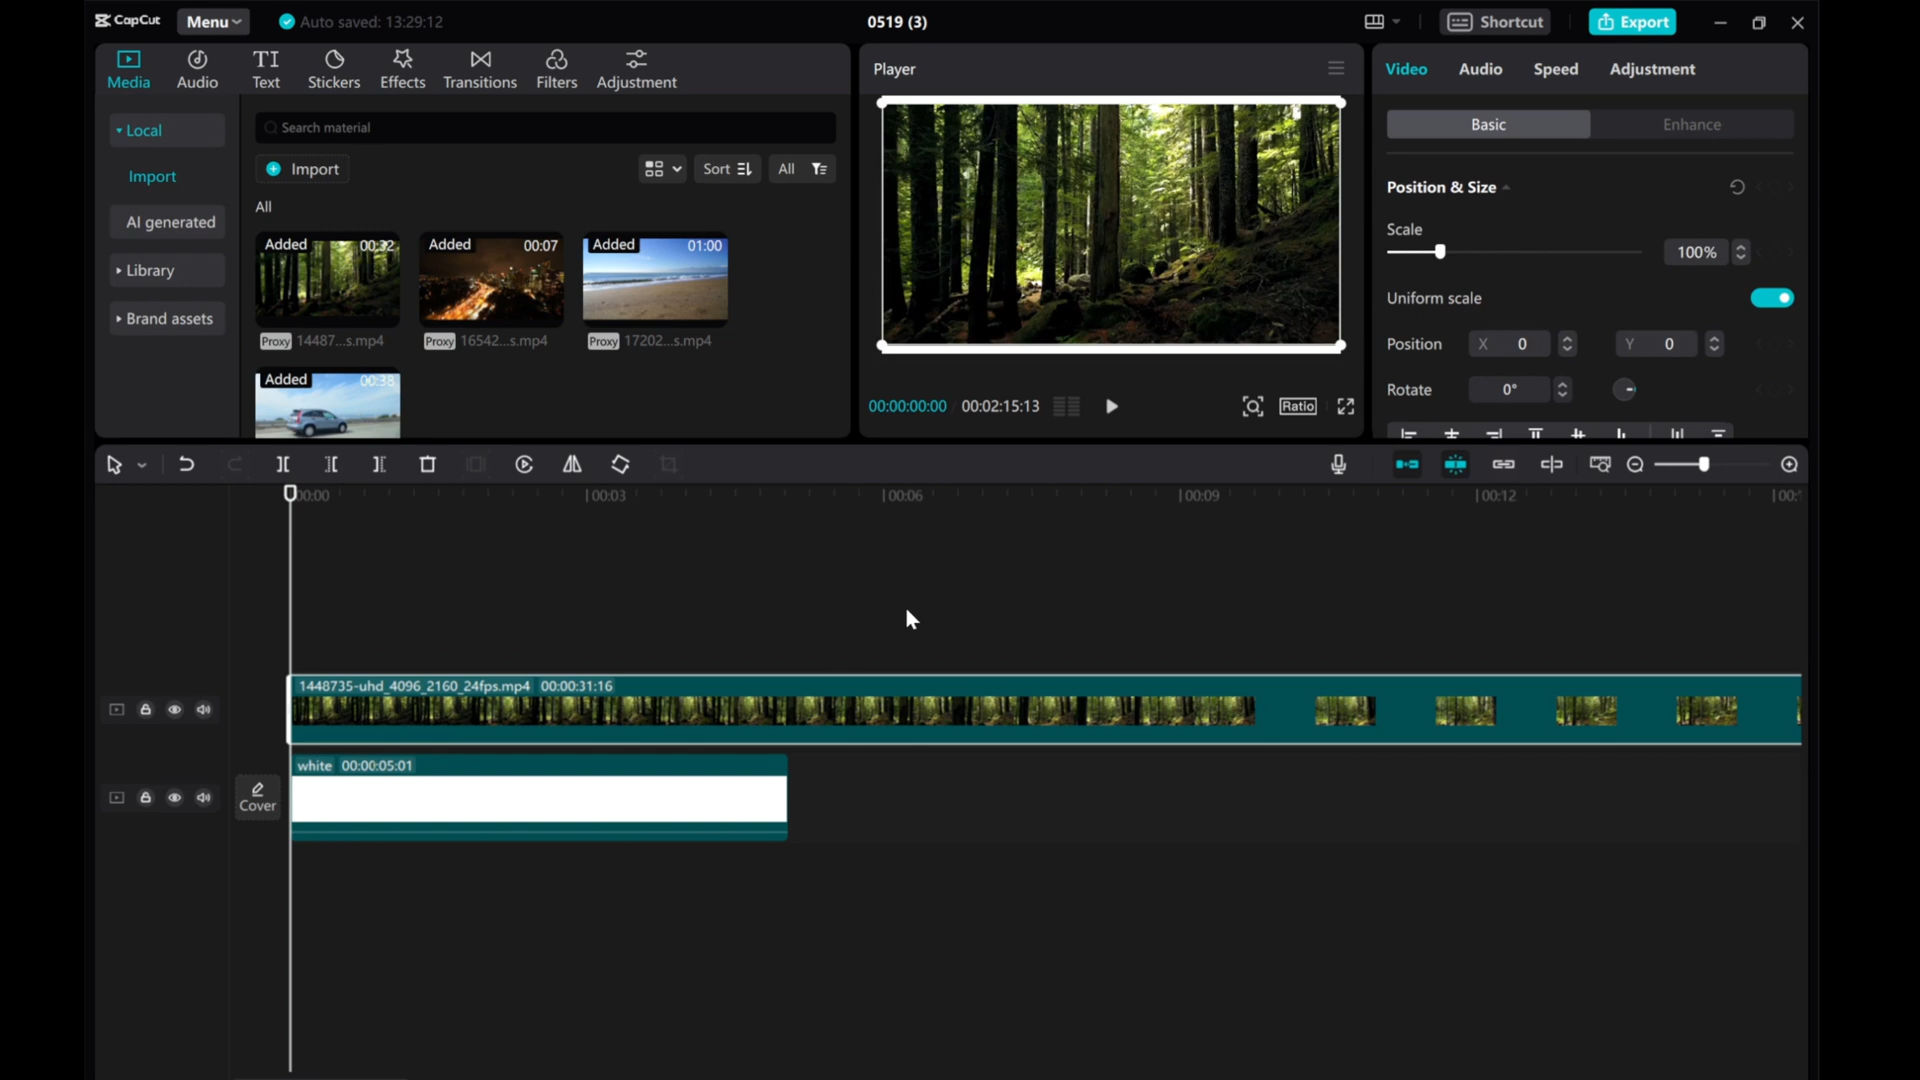 CapCut Menu Auto saved: 13:29:12 0519 (3) Shortcut Export
Media Audio Text Stickers Effects Transitions Filters Adjustment
Player
Video Audio Speed Adjustment
Local
Search material
Basic Enhance
Import
Import
Sort All
Position & Size
AI generated
All
Scale
Added 00:32 Added 00:07 Added 01:00
100%
Library
Uniform scale
Brand assets
Proxy 14487...s.mp4 Proxy 16542...s.mp4 Proxy 17202...s.mp4
Position X 0 Y 0
Added 00:38
Rotate 0°
00:00:00:00 00:02:15:13 Ratio
00:00 00:03 00:06 00:09 00:12 00:
1448735-uhd_4096_2160_24fps.mp4 00:00:31:16
white 00:00:05:01
Cover